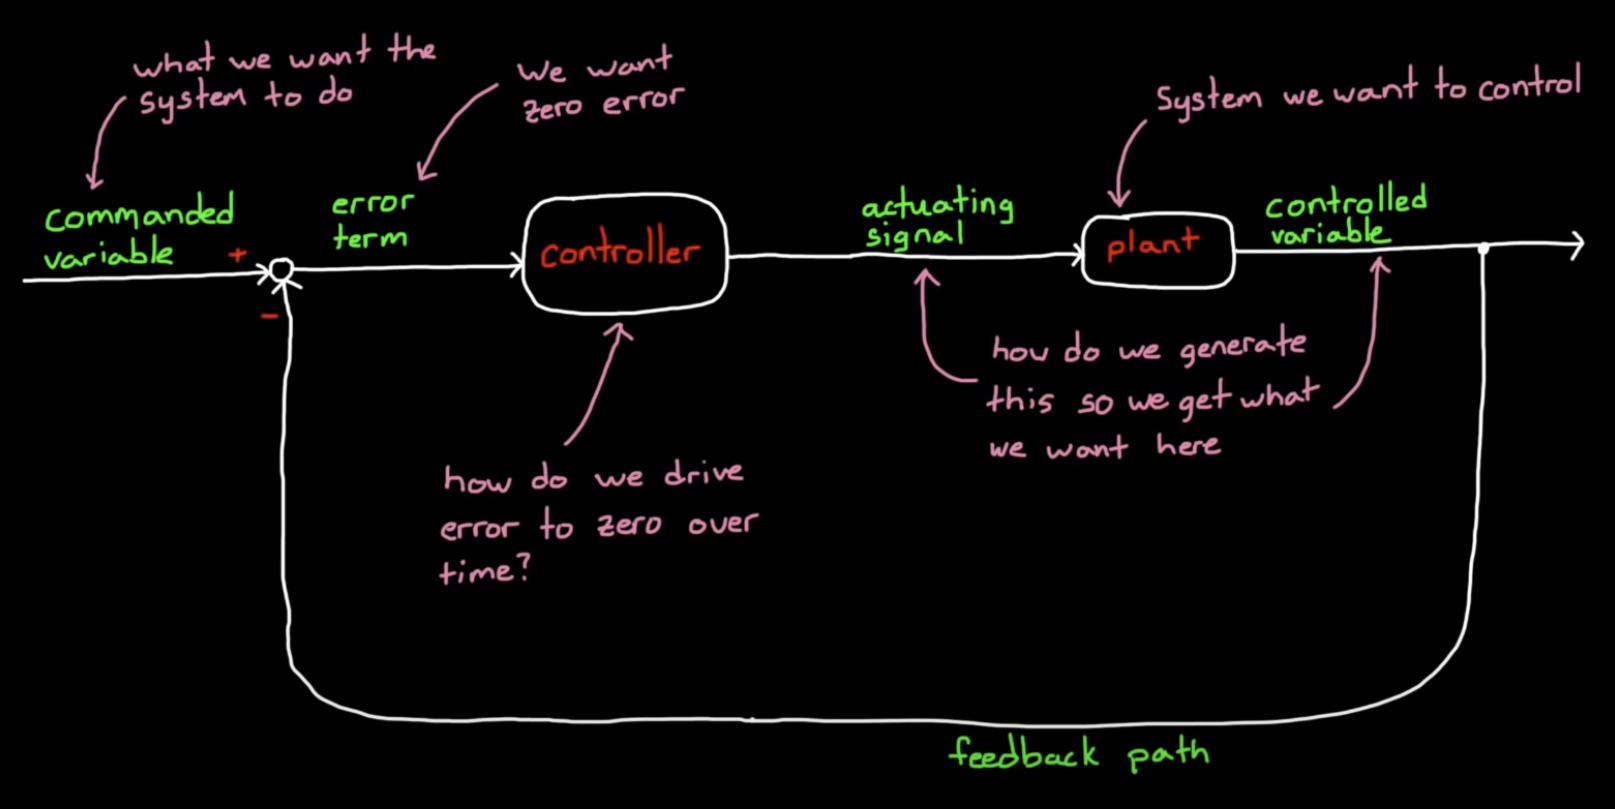 what we want the
system to do
we want
zero error
System we want to control
commanded
variable
+
-
error
term
controller
actuating
signal
plant
controlled
variable
how do we generate
this so we get what
we want here
how do we drive
error to zero over
time?
feedback path